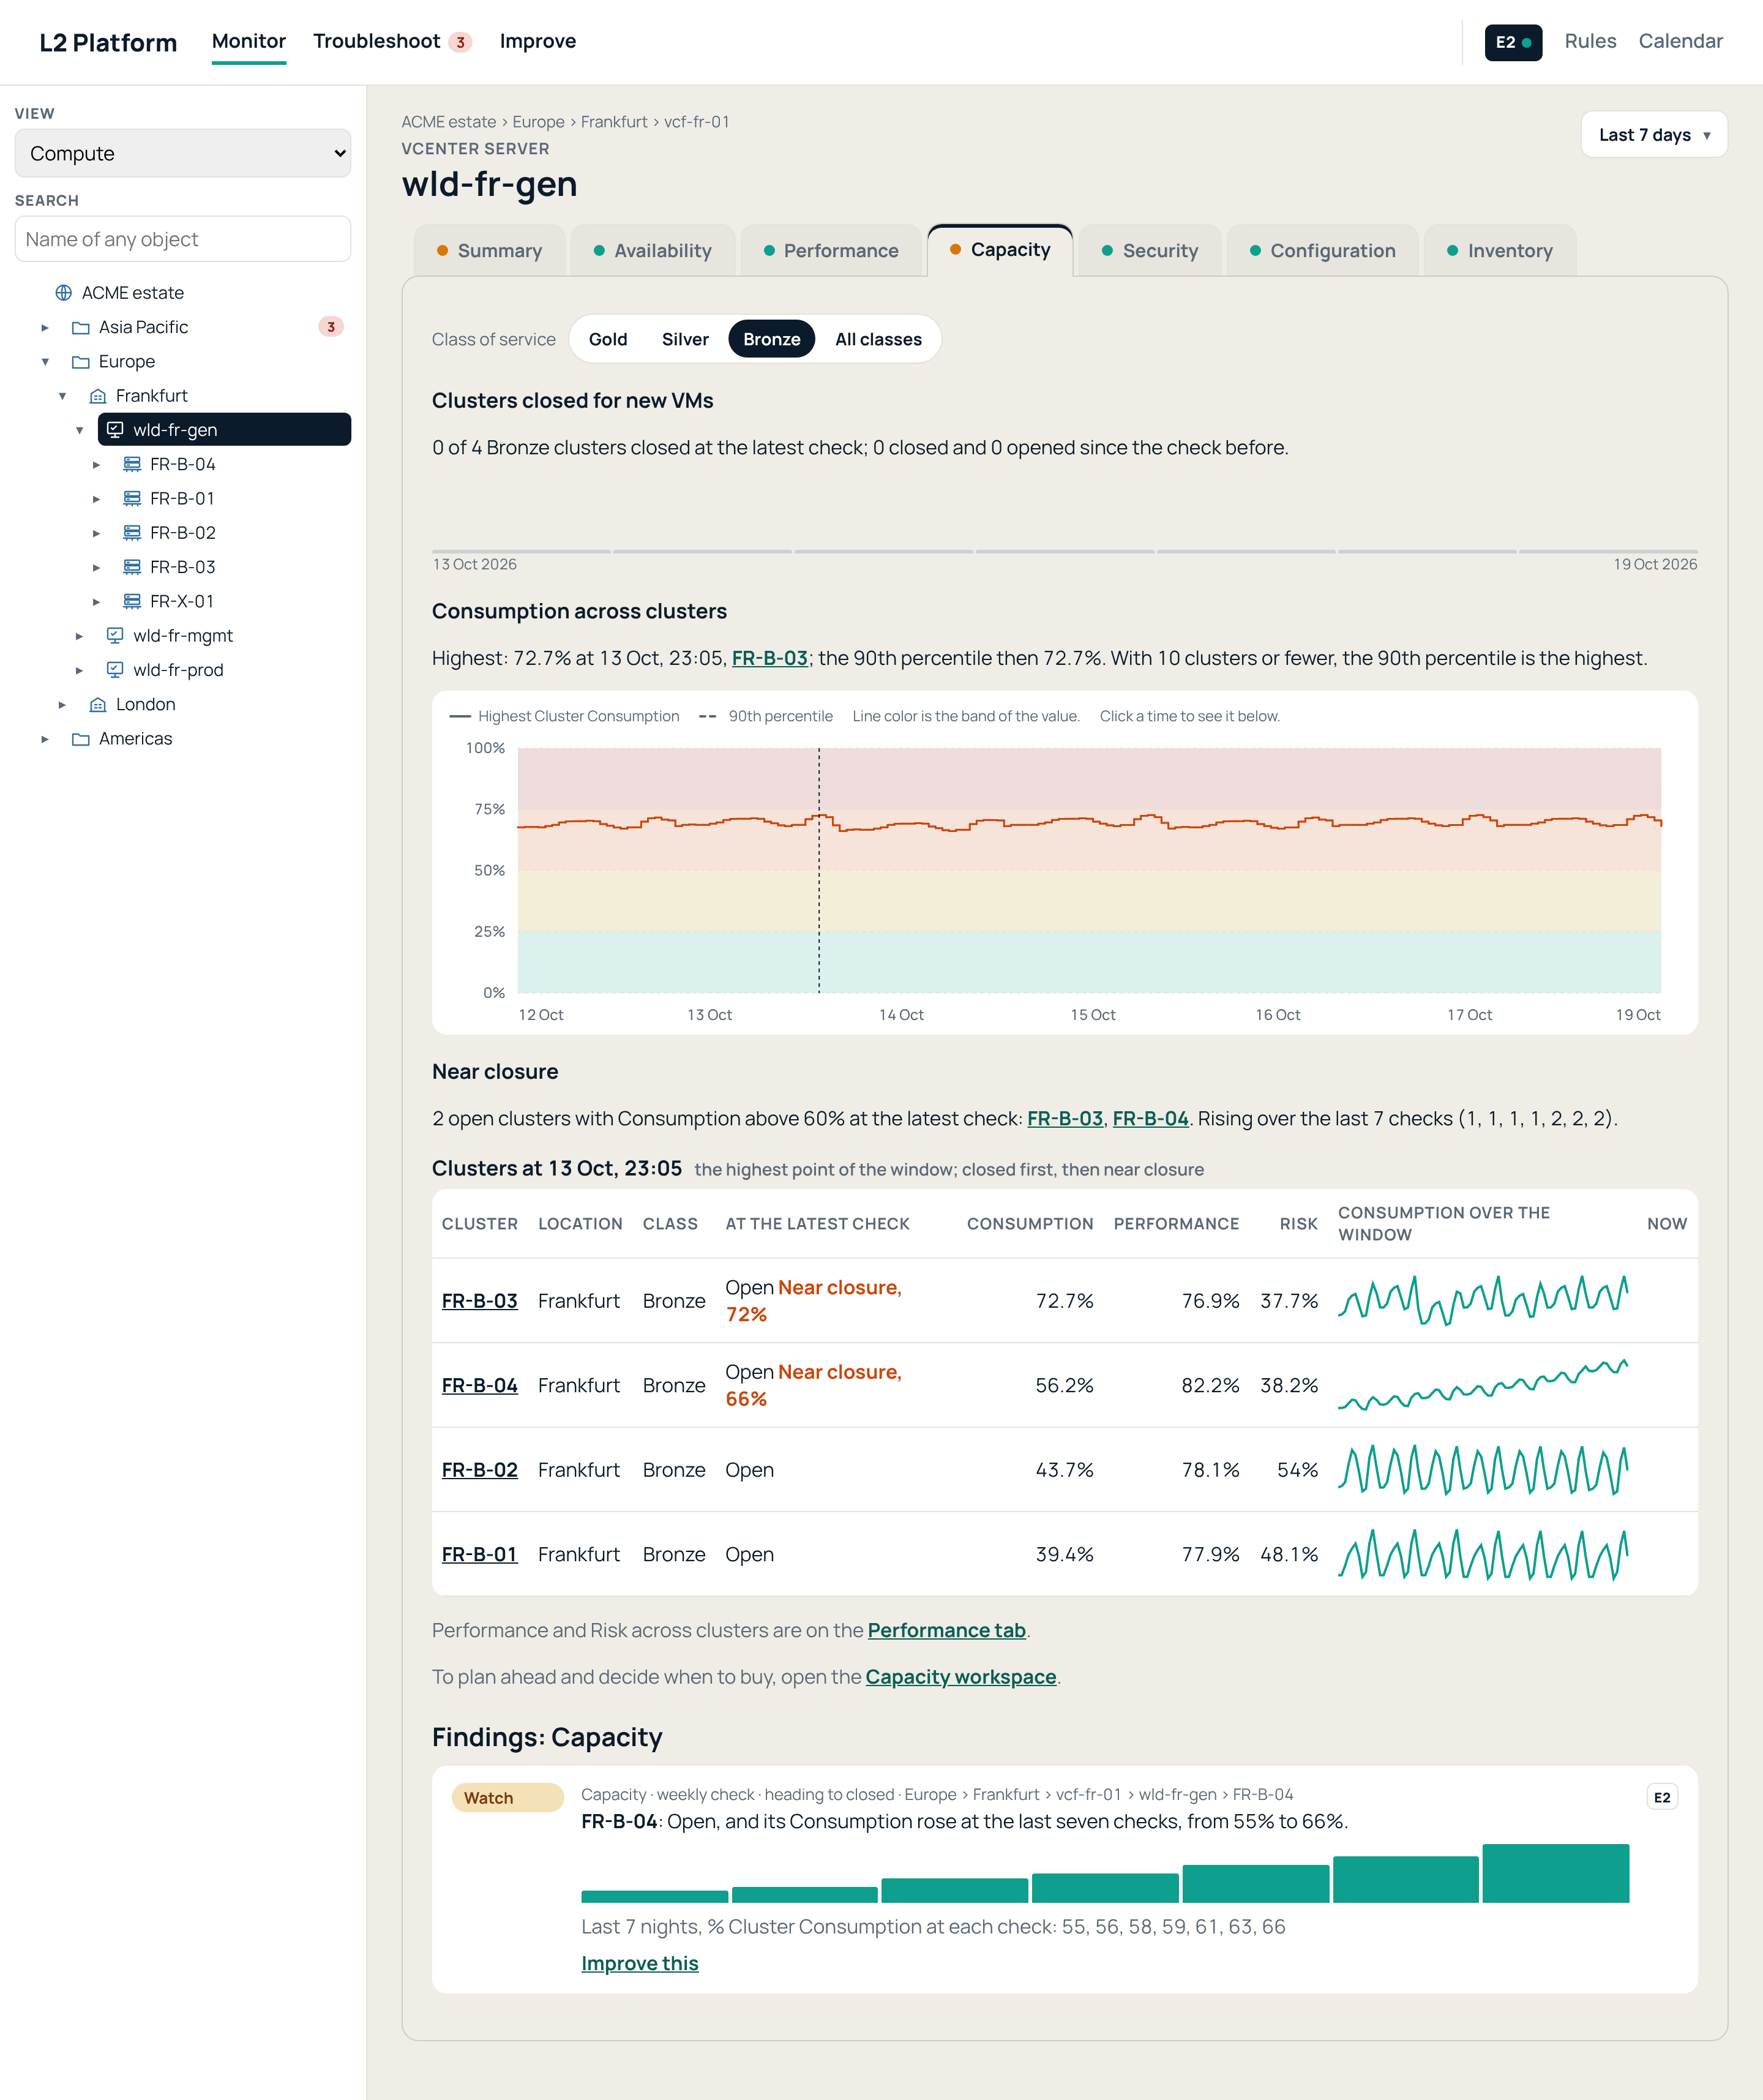 L2 Platform Monitor Troubleshoot 3 Improve E2 Rules Calendar
VIEW
Compute
SEARCH
Name of any object
ACME estate
Asia Pacific 3
Europe
Frankfurt
wld-fr-gen
FR-B-04
FR-B-01
FR-B-02
FR-B-03
FR-X-01
wld-fr-mgmt
wld-fr-prod
London
Americas
ACME estate › Europe › Frankfurt › vcf-fr-01
VCENTER SERVER
wld-fr-gen
Last 7 days
Summary Availability Performance Capacity Security Configuration Inventory
Class of service Gold Silver Bronze All classes
Clusters closed for new VMs
0 of 4 Bronze clusters closed at the latest check; 0 closed and 0 opened since the check before.
13 Oct 2026 19 Oct 2026
Consumption across clusters
Highest: 72.7% at 13 Oct, 23:05, FR-B-03; the 90th percentile then 72.7%. With 10 clusters or fewer, the 90th percentile is the highest.
Highest Cluster Consumption 90th percentile Line color is the band of the value. Click a time to see it below.
100%
75%
50%
25%
0%
12 Oct 13 Oct 14 Oct 15 Oct 16 Oct 17 Oct 19 Oct
Near closure
2 open clusters with Consumption above 60% at the latest check: FR-B-03, FR-B-04. Rising over the last 7 checks (1, 1, 1, 1, 2, 2, 2).
Clusters at 13 Oct, 23:05 the highest point of the window; closed first, then near closure
CLUSTER LOCATION CLASS AT THE LATEST CHECK CONSUMPTION PERFORMANCE RISK CONSUMPTION OVER THE WINDOW NOW
FR-B-03 Frankfurt Bronze Open Near closure, 72% 72.7% 76.9% 37.7%
FR-B-04 Frankfurt Bronze Open Near closure, 66% 56.2% 82.2% 38.2%
FR-B-02 Frankfurt Bronze Open 43.7% 78.1% 54%
FR-B-01 Frankfurt Bronze Open 39.4% 77.9% 48.1%
Performance and Risk across clusters are on the Performance tab.
To plan ahead and decide when to buy, open the Capacity workspace.
Findings: Capacity
Watch
Capacity · weekly check · heading to closed · Europe › Frankfurt › vcf-fr-01 › wld-fr-gen › FR-B-04
E2
FR-B-04: Open, and its Consumption rose at the last seven checks, from 55% to 66%.
Last 7 nights, % Cluster Consumption at each check: 55, 56, 58, 59, 61, 63, 66
Improve this